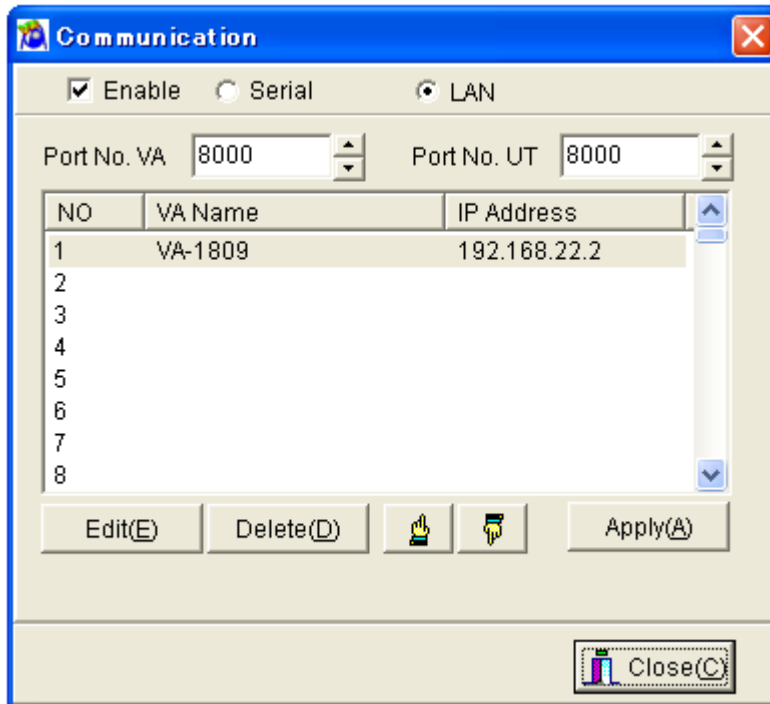 Communication
Enable Serial LAN
Port No. VA 8000 Port No. UT 8000
NO VA Name IP Address
1 VA-1809 192.168.22.2
2
3
4
5
6
7
8
Edit(E) Delete(D) Apply(A)
Close(C)